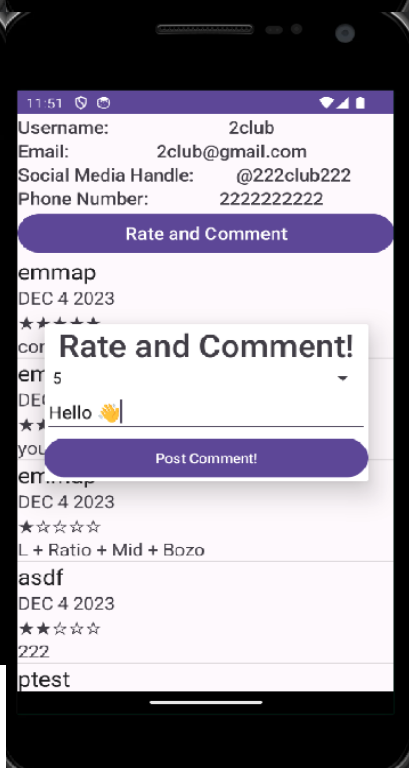 11:51
Username: 2club
Email: 2club@gmail.com
Social Media Handle: @222club222
Phone Number: 2222222222
Rate and Comment
emmap
DEC 4 2023
★★★★★
Rate and Comment!
5
Hello 👋
Post Comment!
DEC 4 2023
★☆☆☆☆
L + Ratio + Mid + Bozo
asdf
DEC 4 2023
★★☆☆☆
222
ptest